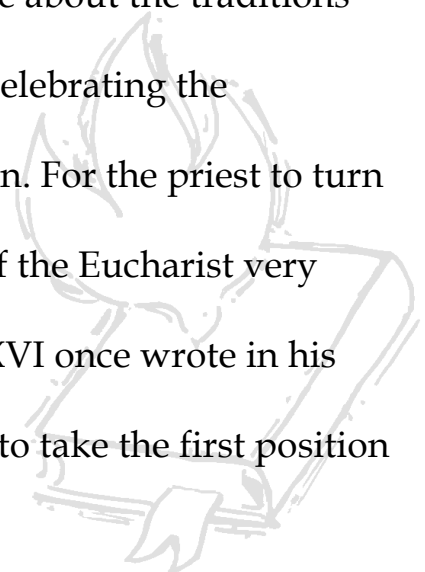 e about the traditions
elebrating the
n. For the priest to turn
f the Eucharist very
XVI once wrote in his
to take the first position